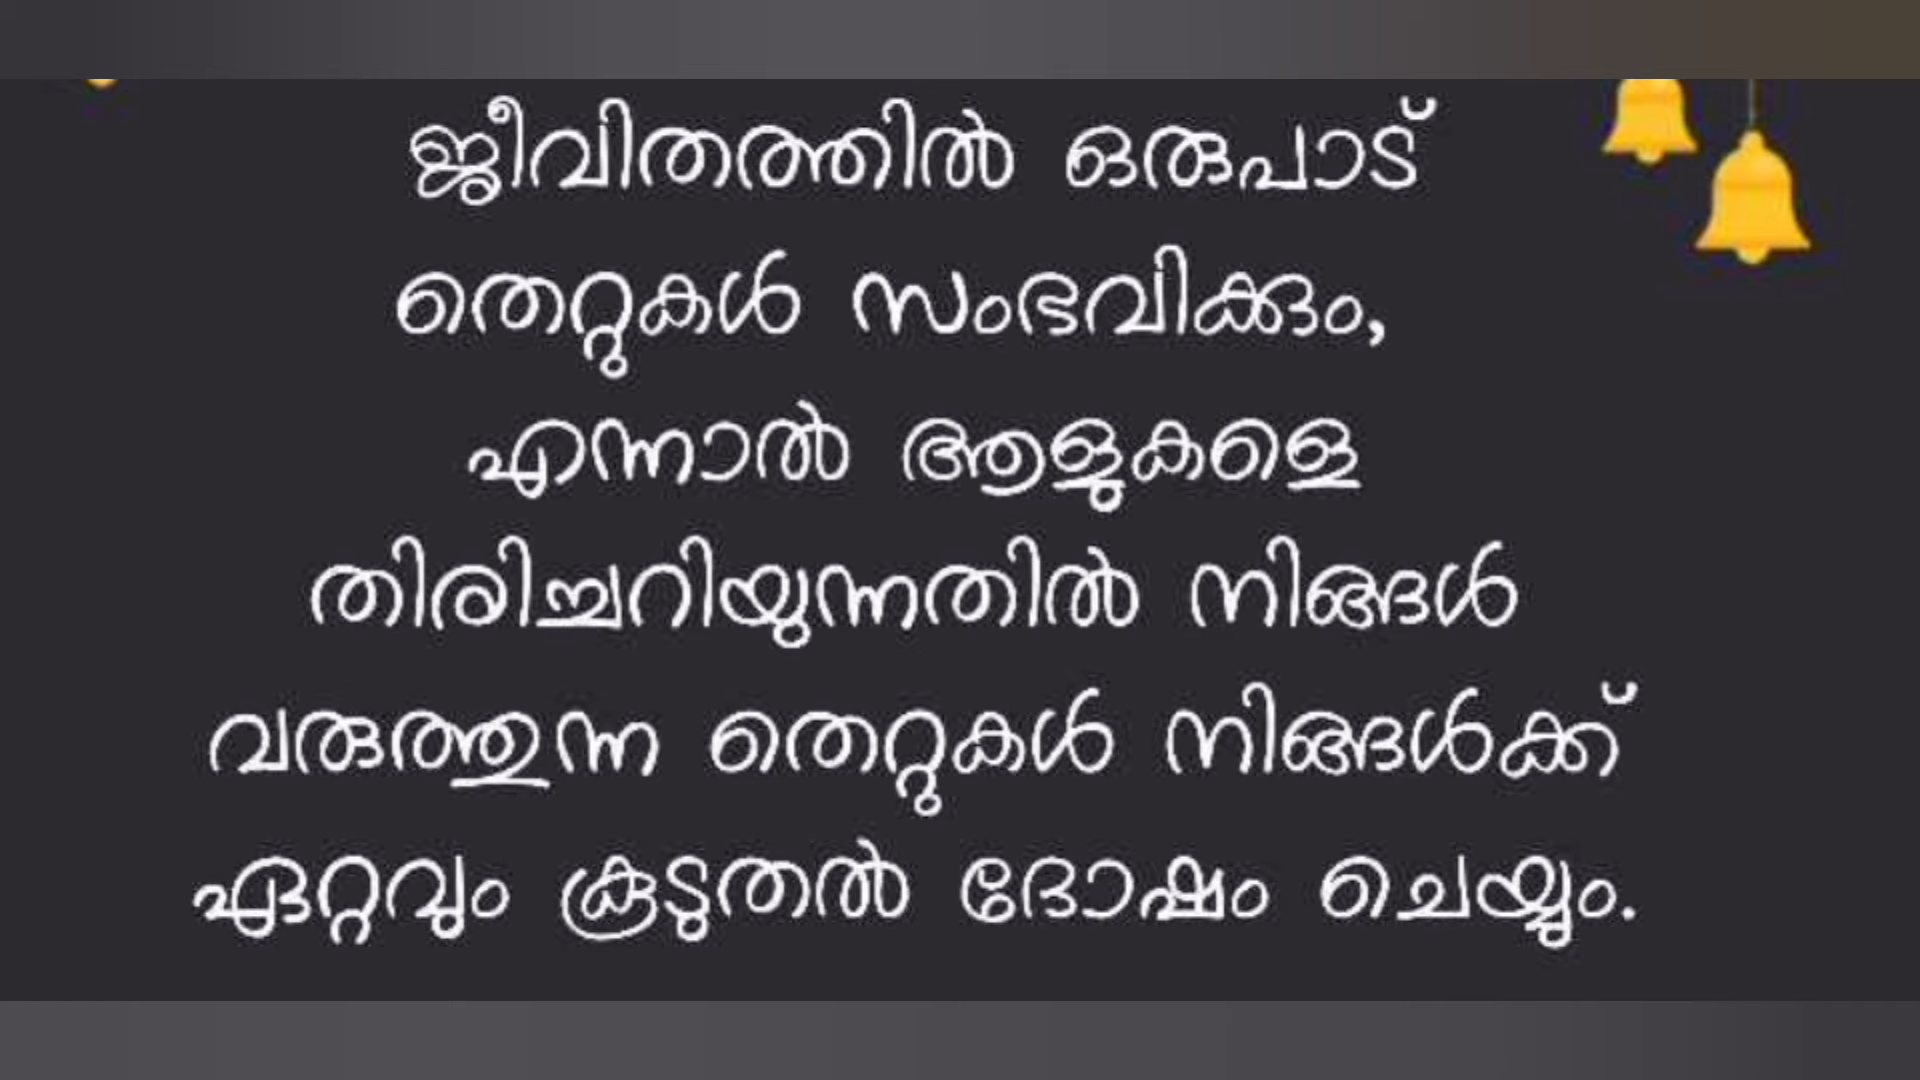 ജീവിതത്തിൽ ഒരുപാട്
തെറ്റുകൾ സംഭവിക്കും,
എന്നാൽ ആളുകളെ
തിരിച്ചറിയുന്നതിൽ നിങ്ങൾ
വരുത്തുന്ന തെറ്റുകൾ നിങ്ങൾക്ക്
ഏറ്റവും കൂടുതൽ ദോഷം ചെയ്യും.